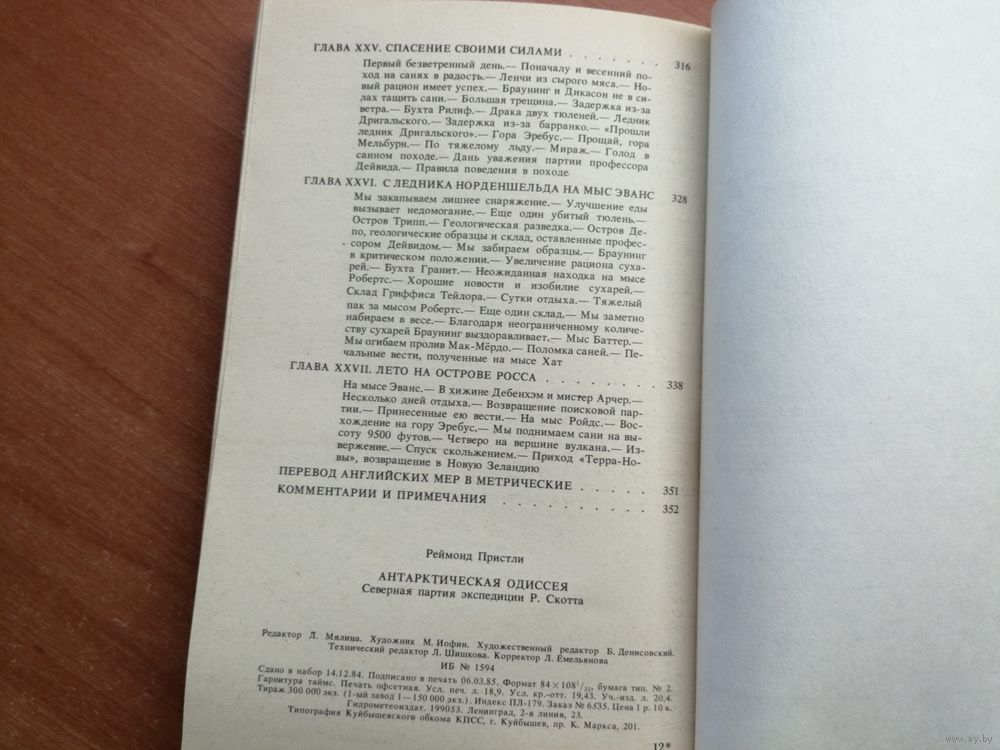 ГЛАВА XXV. СПАСЕНИЕ СВОИМИ СИЛАМИ . . . . . . . 316
Первый безветренный день.— Поначалу и весенний по-
ход на санях в радость.— Ленчи из сырого мяса.— Но-
вый рацион имеет успех.— Браунинг и Дикасон не в си-
лах тащить сани.— Большая трещина.— Задержка из-за
ветра.— Бухта Рилиф.— Драка двух тюленей.— Ледник
Дригальского.— Задержка из-за барранко.— «Прошли
ледник Дригальского».— Гора Эребус.— Прощай, гора
Мельбурн.— По тяжелому льду.— Мираж.— Голод в
санном походе.— Дань уважения партии профессора
Дейвида.— Правила поведения в походе
ГЛАВА XXVI. С ЛЕДНИКА НОРДЕНШЕЛЬДА НА МЫС ЭВАНС 328
Мы закапываем лишнее снаряжение.— Улучшение еды
вызывает недомогание.— Еще один убитый тюлень.—
Остров Трипп.— Геологическая разведка.— Остров Де-
по, геологические образцы и склад, оставленные профес-
сором Дейвидом.— Мы забираем образцы.— Браунинг
в критическом положении.— Увеличение рациона суха-
рей.— Бухта Гранит.— Неожиданная находка на мысе
Робертс.— Хорошие новости и изобилие сухарей.—
Склад Гриффиса Тейлора.— Сутки отдыха.— Тяжелый
пак за мысом Робертс.— Еще один склад.— Мы заметно
набираем в весе.— Благодаря неограниченному количе-
ству сухарей Браунинг выздоравливает.— Мыс Баттер.—
Мы огибаем пролив Мак-Мёрдо.— Поломка саней.— Пе-
чальные вести, полученные на мысе Хат
ГЛАВА XXVII. ЛЕТО НА ОСТРОВЕ РОССА . . . . . . . . 338
На мысе Эванс.— В хижине Дебенхэм и мистер Арчер.—
Несколько дней отдыха.— Возвращение поисковой пар-
тии.— Принесенные ею вести.— На мыс Ройдс.— Вос-
хождение на гору Эребус.— Мы поднимаем сани на вы-
соту 9500 футов.— Четверо на вершине вулкана.— Из-
вержение.— Спуск скольжением.— Приход «Терра-Но-
вы», возвращение в Новую Зеландию
ПЕРЕВОД АНГЛИЙСКИХ МЕР В МЕТРИЧЕСКИЕ . . . . . 351
КОММЕНТАРИИ И ПРИМЕЧАНИЯ . . . . . . . . . . 352
Реймонд Пристли
АНТАРКТИЧЕСКАЯ ОДИССЕЯ
Северная партия экспедиции Р. Скотта
Редактор Л. Мялина. Художник М. Иофин. Художественный редактор Б. Денисовский.
Технический редактор Л. Шишкова. Корректор Л. Емельянова
ИБ № 1594
Сдано в набор 14.12.84. Подписано в печать 06.03.85. Формат 84×108¹/₃₂, бумага тип. № 2.
Гарнитура таймс. Печать офсетная. Усл. печ. л. 18,9. Усл. кр.-отт. 19,43. Уч.-изд. л. 20,4.
Тираж 300 000 экз. (1-ый завод 1—150 000 экз.). Индекс ПЛ-179. Заказ № 6535. Цена 1 р. 10 к.
Гидрометеоиздат. 199053. Ленинград, 2-я линия, 23.
Типография Куйбышевского обкома КПСС, г. Куйбышев, пр. К. Маркса, 201.
12*
www.ay.by